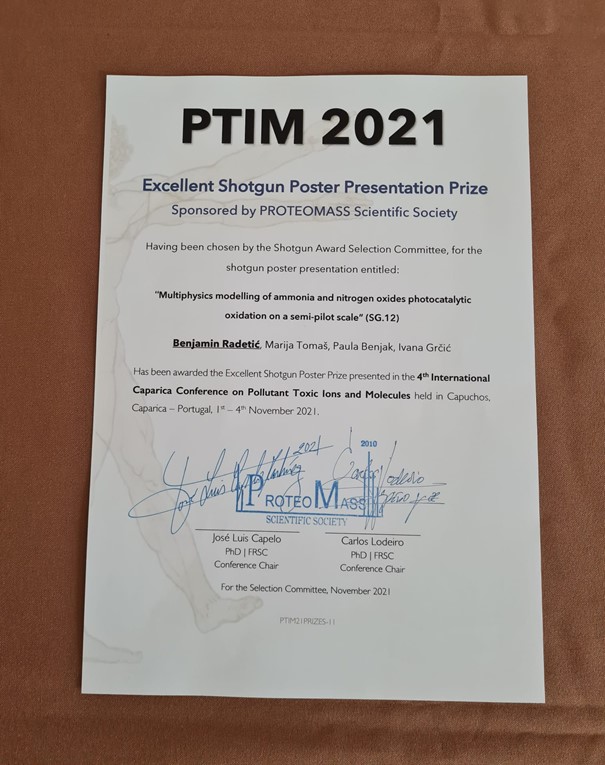 PTIM 2021
Excellent Shotgun Poster Presentation Prize
Sponsored by PROTEOMASS Scientific Society
Having been chosen by the Shotgun Award Selection Committee, for the
shotgun poster presentation entitled:
"Multiphysics modelling of ammonia and nitrogen oxides photocatalytic
oxidation on a semi-pilot scale" (SG.12)
Benjamin Radetić, Marija Tomaš, Paula Benjak, Ivana Grčić
Has been awarded the Excellent Shotgun Poster Prize presented in the 4th International
Caparica Conference on Pollutant Toxic Ions and Molecules held in Capuchos,
Caparica – Portugal, 1st – 4th November 2021.
2021
2010
Carlos Lodeiro
PROTEOMASS
SCIENTIFIC SOCIETY
José Luis Capelo
PhD | FRSC
Conference Chair
Carlos Lodeiro
PhD | FRSC
Conference Chair
For the Selection Committee, November 2021
PTIM21PRIZES-11